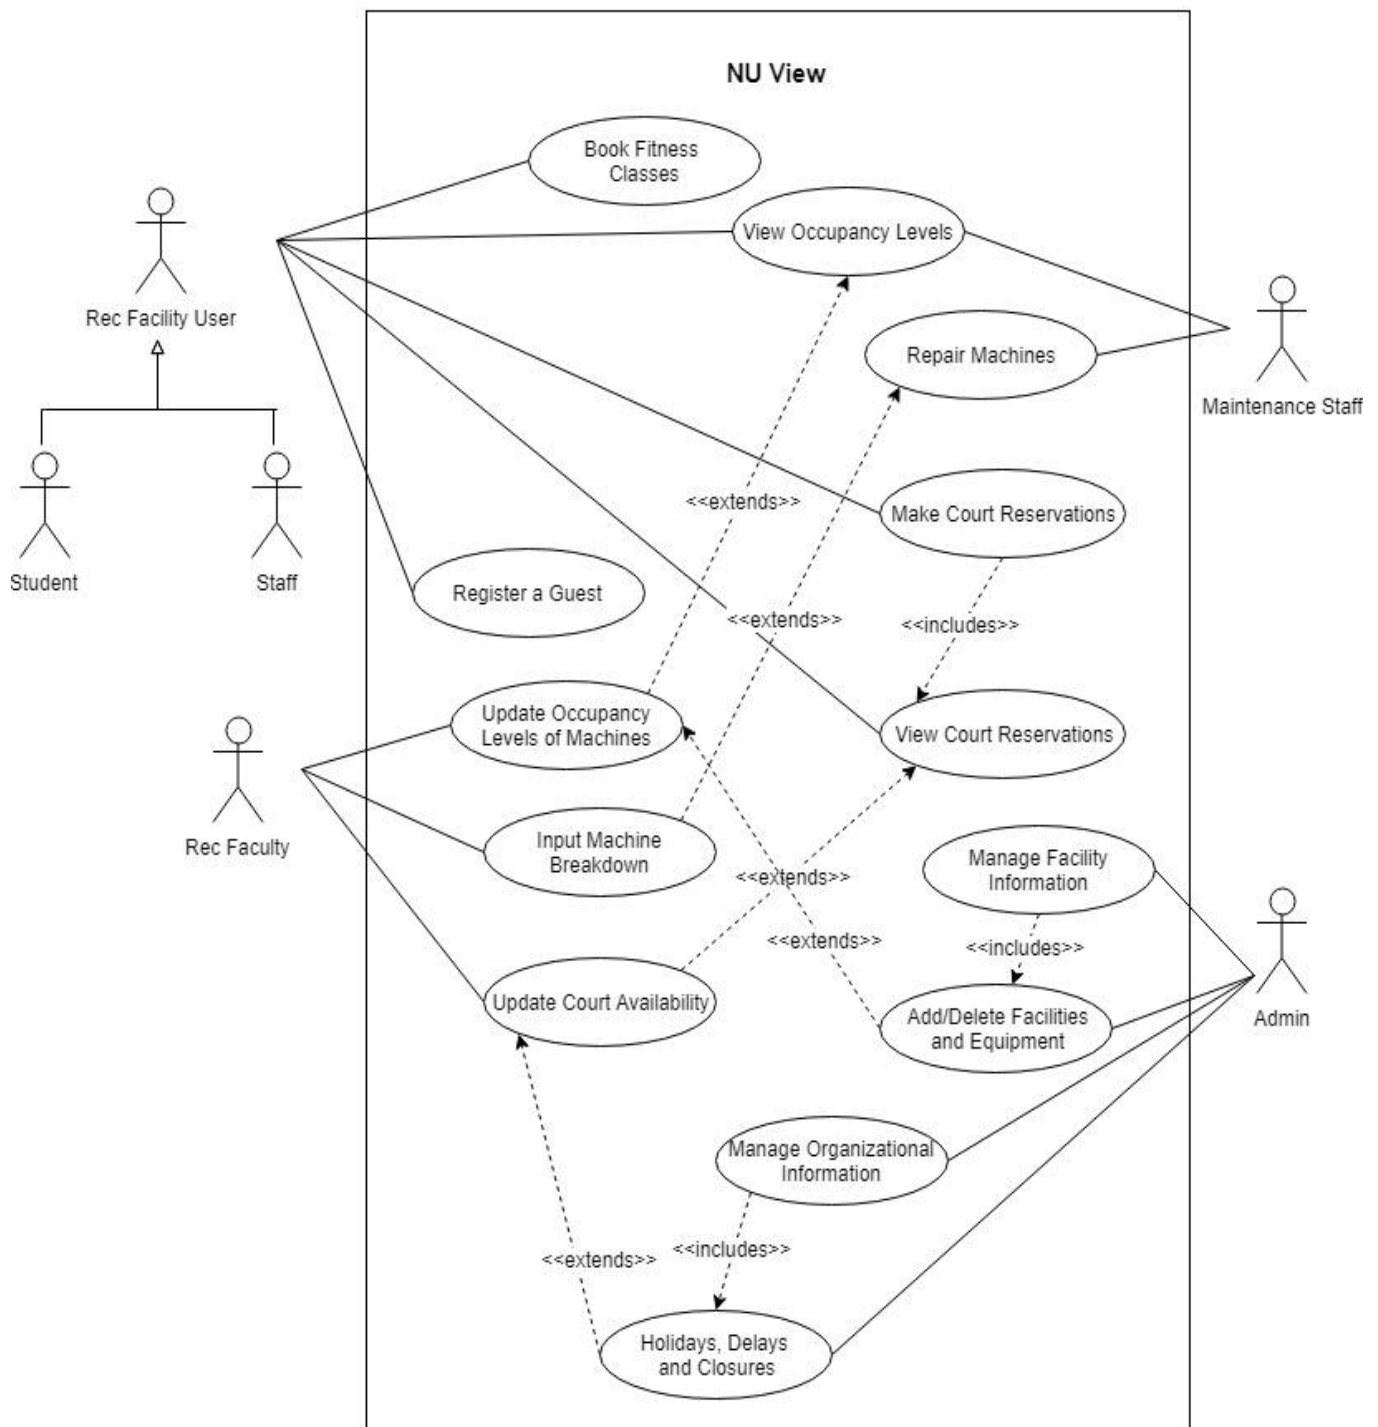 NU View
Book Fitness
Classes
View Occupancy Levels
Rec Facility User
Repair Machines
Maintenance Staff
Student
Staff
<<extends>>
Make Court Reservations
Register a Guest
<<extends>>
<<includes>>
Update Occupancy
Levels of Machines
View Court Reservations
Rec Faculty
Input Machine
Breakdown
Manage Facility
Information
<<extends>>
<<extends>>
<<includes>>
Update Court Availability
Add/Delete Facilities
and Equipment
Admin
Manage Organizational
Information
<<extends>>
<<includes>>
Holidays, Delays
and Closures